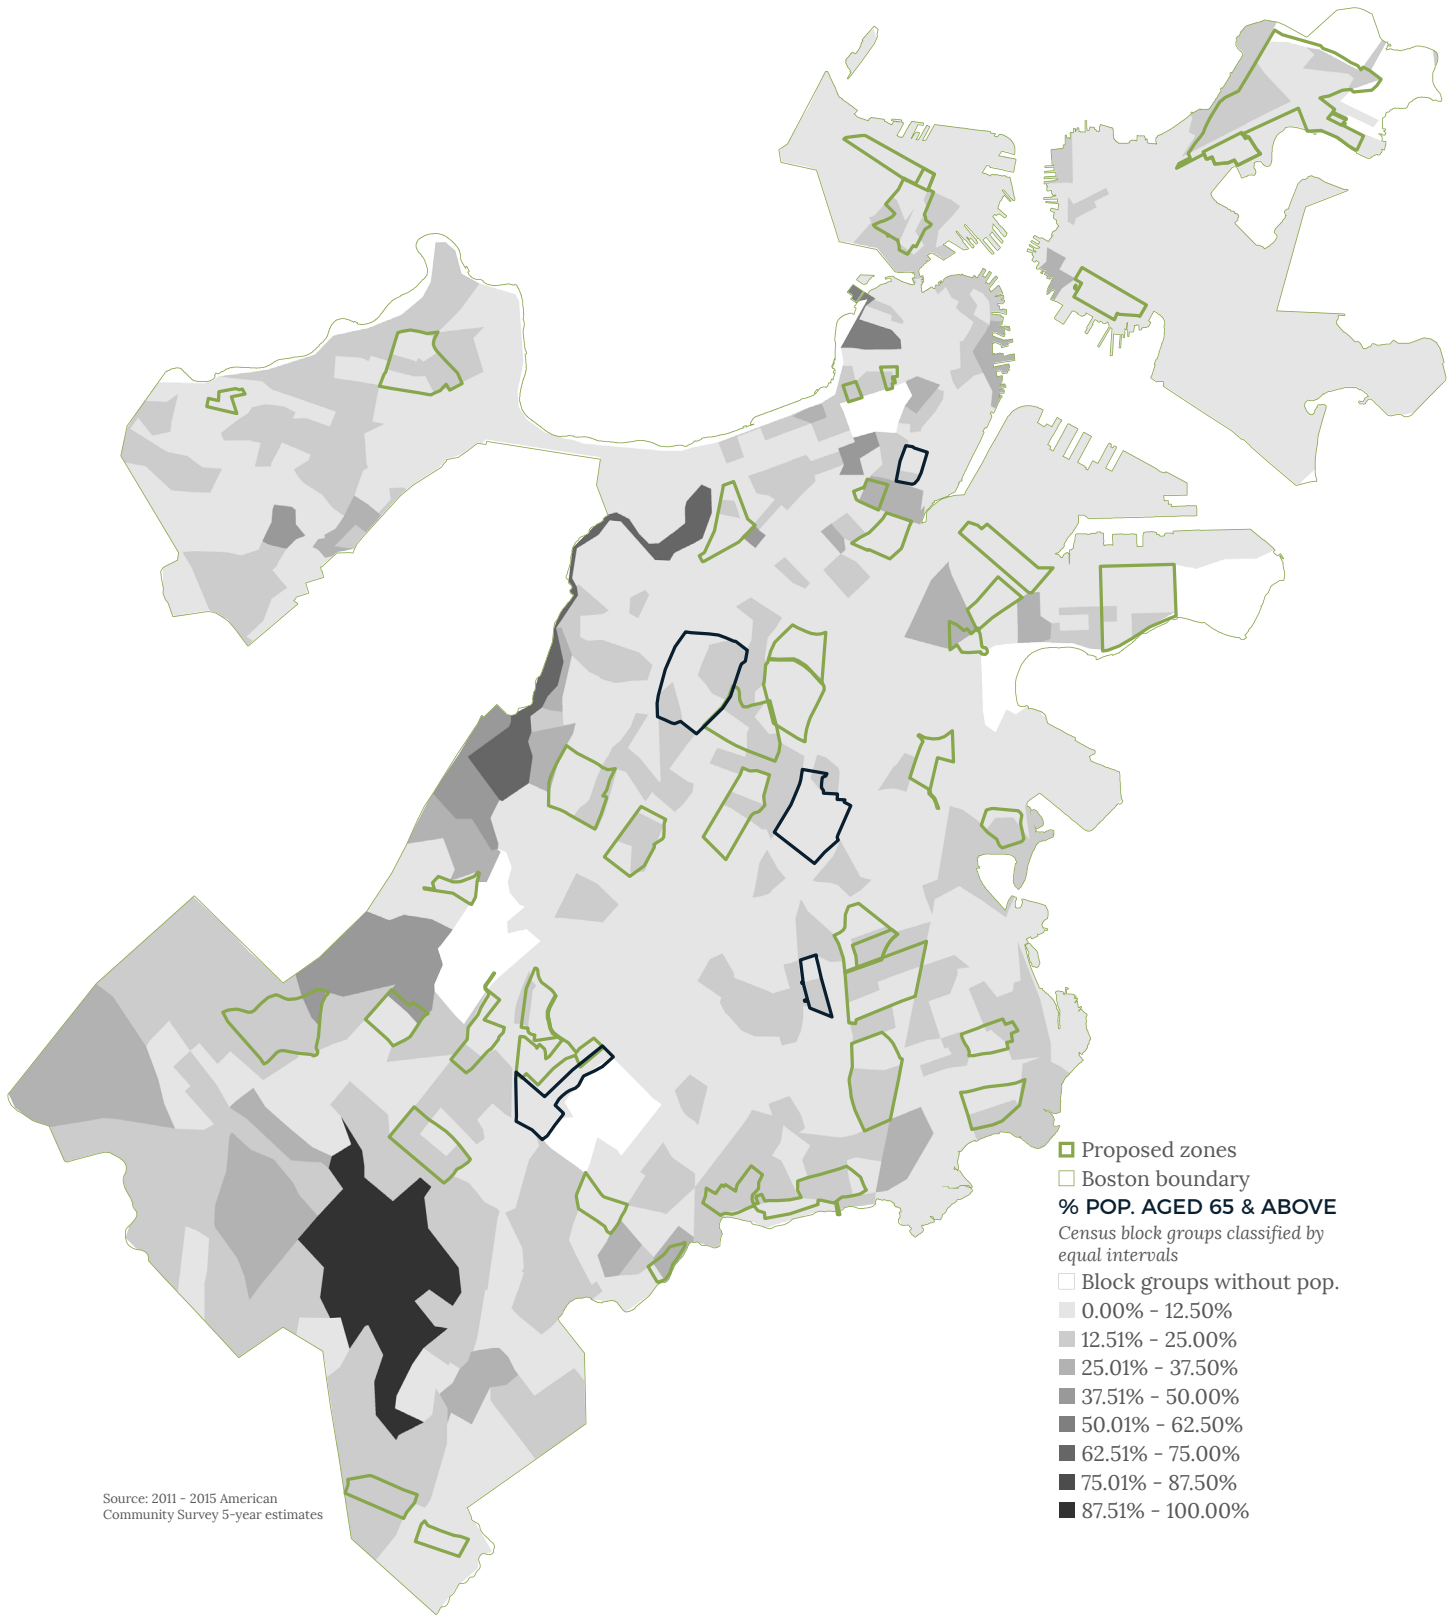 Proposed zones
Boston boundary
% POP. AGED 65 & ABOVE
Census block groups classified by
equal intervals
Block groups without pop.
0.00% - 12.50%
12.51% - 25.00%
25.01% - 37.50%
37.51% - 50.00%
50.01% - 62.50%
62.51% - 75.00%
75.01% - 87.50%
87.51% - 100.00%
Source: 2011 - 2015 American
Community Survey 5-year estimates